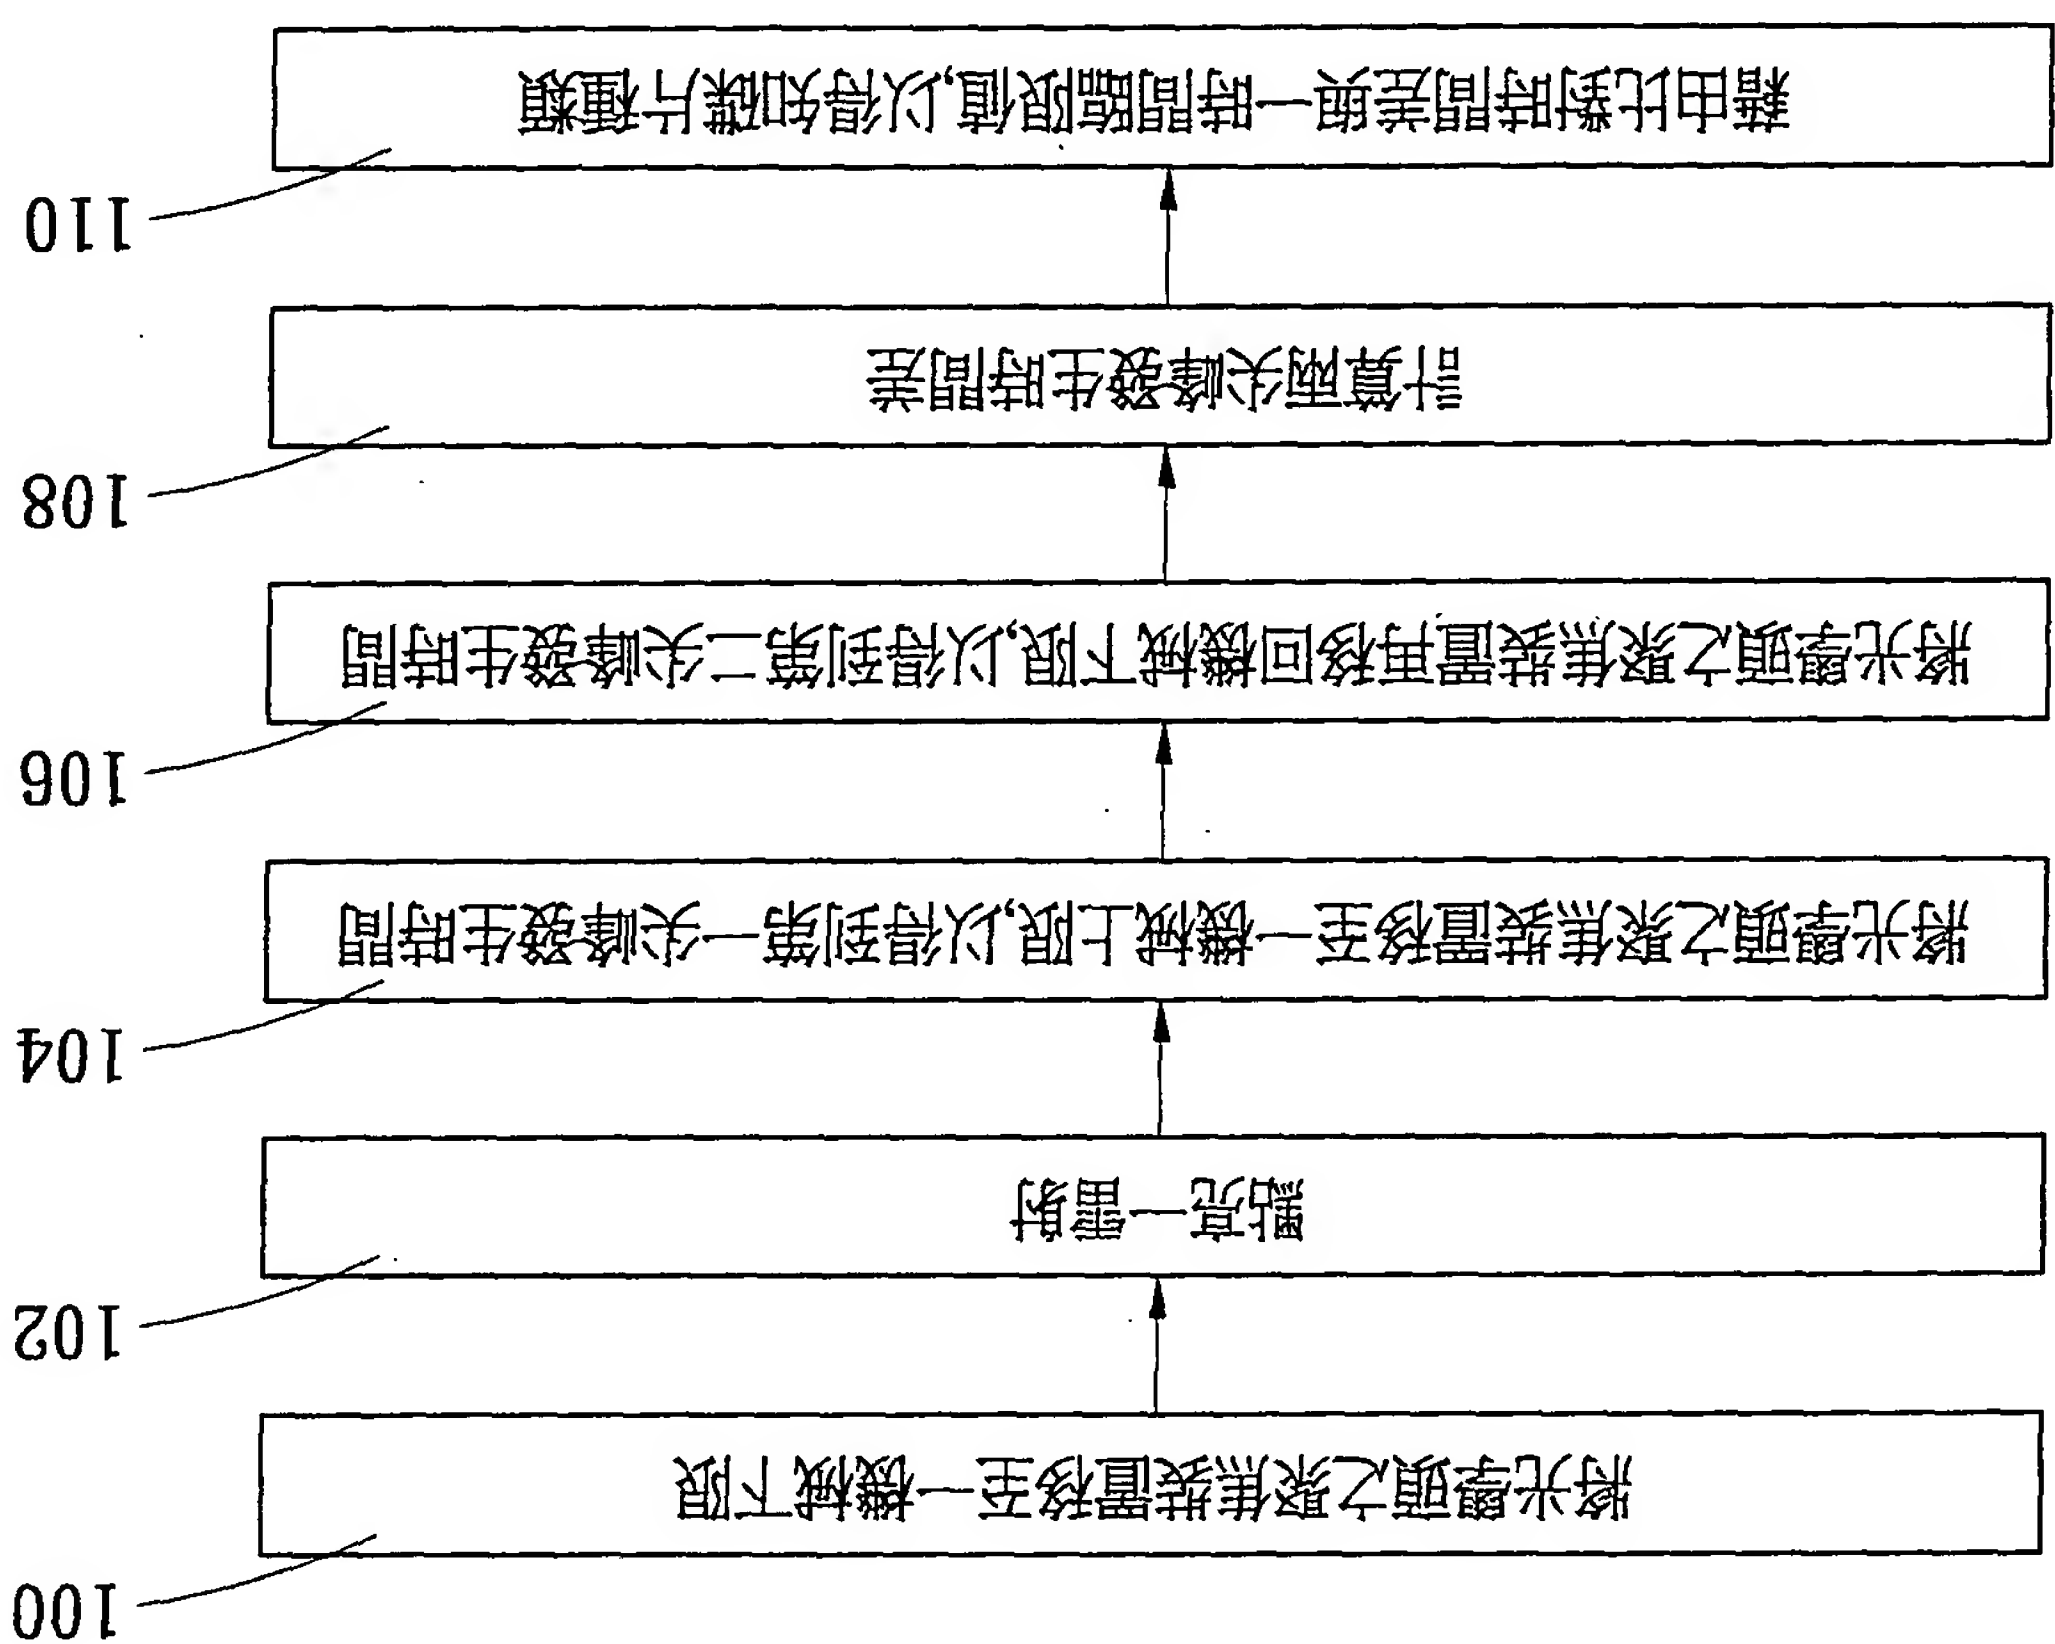 100
將光學頭之聚焦裝置移至一機械下限
102
點亮一雷射
104
將光學頭之聚焦裝置移至一機械上限,以得到第一尖峰發生時間
106
將光學頭之聚焦裝置再移回機械下限,以得到第二尖峰發生時間
108
計算兩尖峰發生時間差
110
藉由比對時間差與一時間臨限值,以得知碟片種類